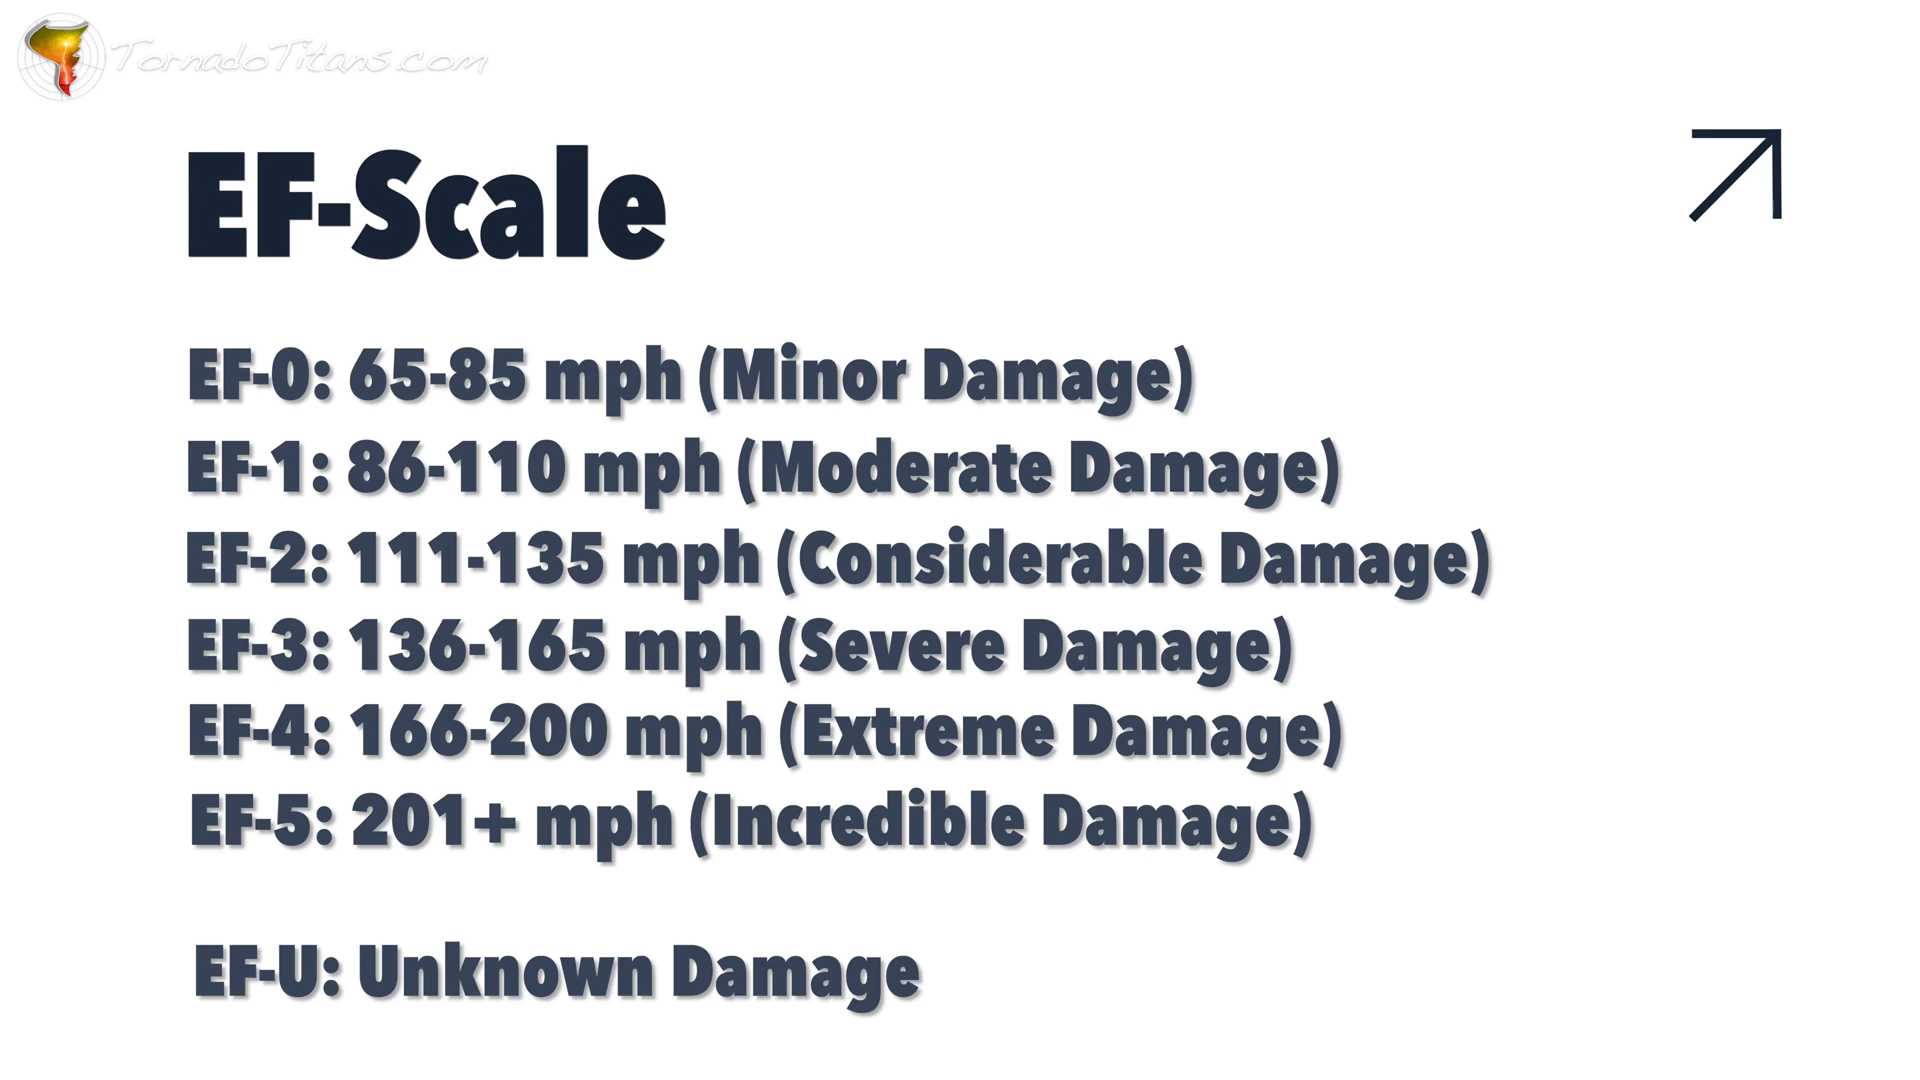 TornadoTitans.com
EF-Scale
EF-0: 65-85 mph (Minor Damage)
EF-1: 86-110 mph (Moderate Damage)
EF-2: 111-135 mph (Considerable Damage)
EF-3: 136-165 mph (Severe Damage)
EF-4: 166-200 mph (Extreme Damage)
EF-5: 201+ mph (Incredible Damage)
EF-U: Unknown Damage